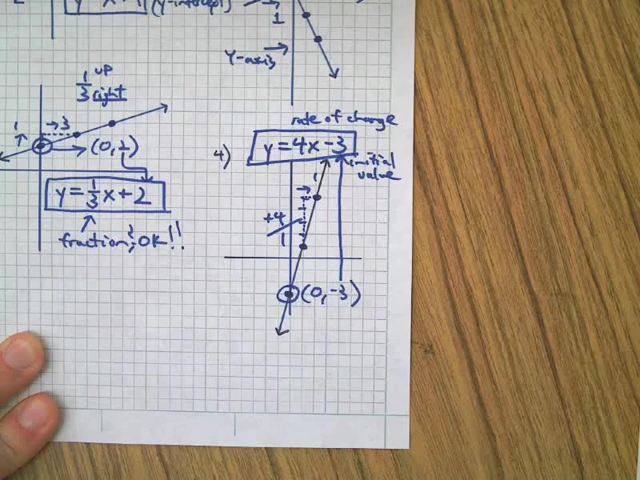 (y-intercept)
1
y-axis
1 up
3 right
1
3
(0, 2)
y = 1/3 x + 2
fraction; OK!!
rate of change
4) y = 4x - 3
initial value
1
+4
1
(0, -3)